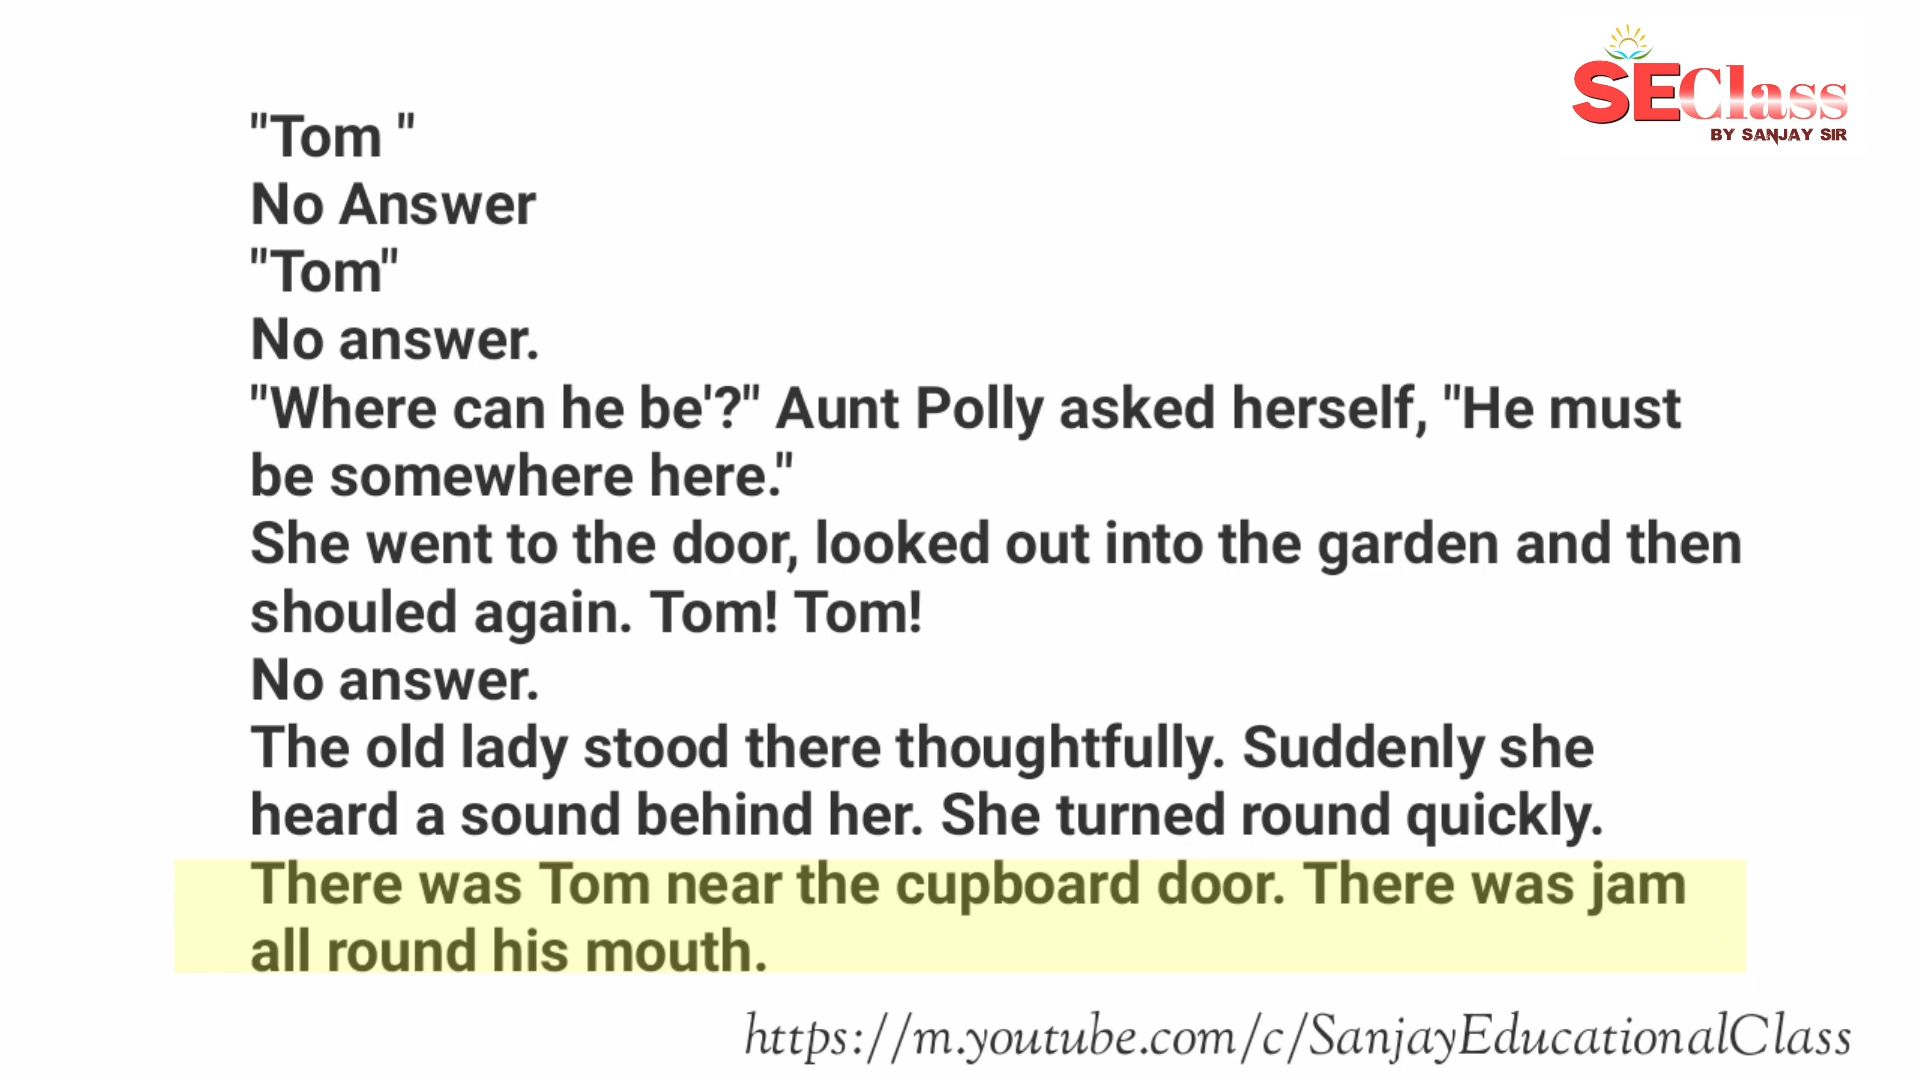 SEClass
BY SANJAY SIR
"Tom "
No Answer
"Tom"
No answer.
"Where can he be'?" Aunt Polly asked herself, "He must
be somewhere here."
She went to the door, looked out into the garden and then
shouled again. Tom! Tom!
No answer.
The old lady stood there thoughtfully. Suddenly she
heard a sound behind her. She turned round quickly.
There was Tom near the cupboard door. There was jam
all round his mouth.
https://m.youtube.com/c/SanjayEducationalClass